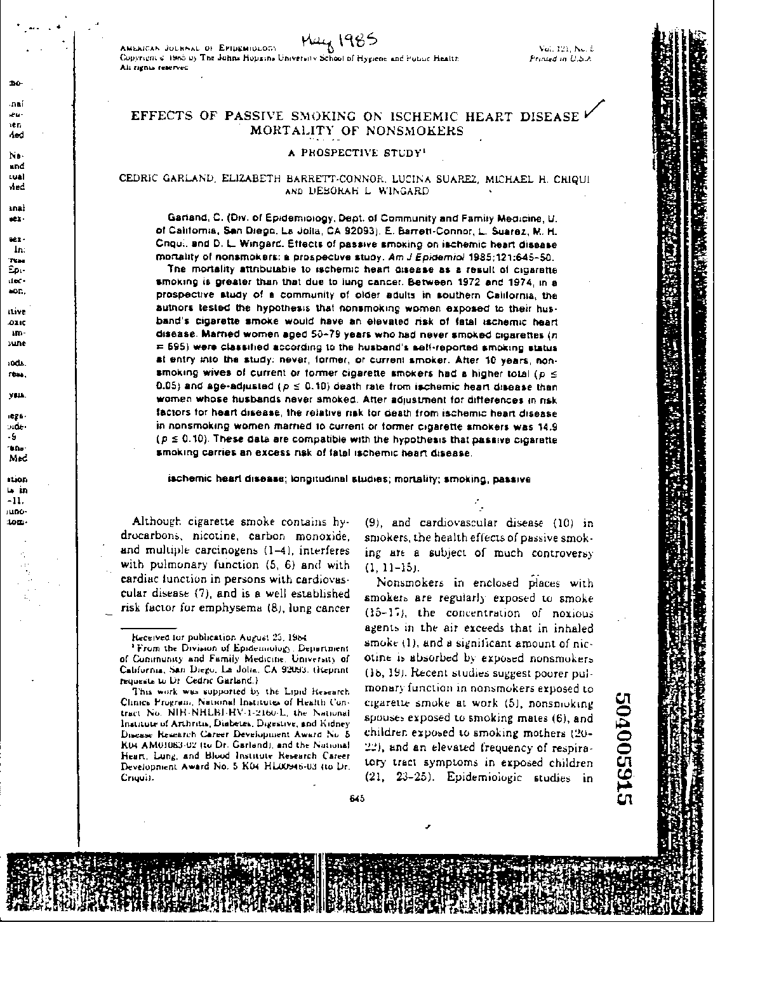 May 1985
AMERICAN JOURNAL OF EPIDEMIOLOGY
Copyright © 1985 by The Johns Hopkins University School of Hygiene and Public Health
All rights reserved
Vol. 121, No. 5
Printed in U.S.A.
EFFECTS OF PASSIVE SMOKING ON ISCHEMIC HEART DISEASE
MORTALITY OF NONSMOKERS
A PROSPECTIVE STUDY¹
CEDRIC GARLAND, ELIZABETH BARRETT-CONNOR, LUCINA SUAREZ, MICHAEL H. CRIQUI
AND DEBORAH L. WINGARD
Garland, C. (Div. of Epidemiology, Dept. of Community and Family Medicine, U.
of California, San Diego, La Jolla, CA 92093), E. Barrett-Connor, L. Suarez, M. H.
Criqui, and D. L. Wingard. Effects of passive smoking on ischemic heart disease
mortality of nonsmokers: a prospective study. Am J Epidemiol 1985;121:645-50.
The mortality attributable to ischemic heart disease as a result of cigarette
smoking is greater than that due to lung cancer. Between 1972 and 1974, in a
prospective study of a community of older adults in southern California, the
authors tested the hypothesis that nonsmoking women exposed to their hus-
band's cigarette smoke would have an elevated risk of fatal ischemic heart
disease. Married women aged 50-79 years who had never smoked cigarettes (n
= 695) were classified according to the husband's self-reported smoking status
at entry into the study: never, former, or current smoker. After 10 years, non-
smoking wives of current or former cigarette smokers had a higher total (p ≤
0.05) and age-adjusted (p ≤ 0.10) death rate from ischemic heart disease than
women whose husbands never smoked. After adjustment for differences in risk
factors for heart disease, the relative risk for death from ischemic heart disease
in nonsmoking women married to current or former cigarette smokers was 14.9
(p ≤ 0.10). These data are compatible with the hypothesis that passive cigarette
smoking carries an excess risk of fatal ischemic heart disease.
ischemic heart disease; longitudinal studies; mortality; smoking, passive
Although cigarette smoke contains hy-
drocarbons, nicotine, carbon monoxide,
and multiple carcinogens (1-4), interferes
with pulmonary function (5, 6) and with
cardiac function in persons with cardiovas-
cular disease (7), and is a well established
risk factor for emphysema (8), lung cancer
Received for publication August 23, 1984
¹ From the Division of Epidemiology, Department
of Community and Family Medicine, University of
California, San Diego, La Jolla, CA 92093. (Reprint
requests to Dr. Cedric Garland.)
This work was supported by the Lipid Research
Clinics Program, National Institutes of Health Con-
tract No. NIH-NHLBI-HV-1-2160-L, the National
Institute of Arthritis, Diabetes, Digestive, and Kidney
Disease Research Career Development Award No. 5
K04 AM01083-02 (to Dr. Garland), and the National
Heart, Lung, and Blood Institute Research Career
Development Award No. 5 K04 HL00946-03 (to Dr.
Criqui).
(9), and cardiovascular disease (10) in
smokers, the health effects of passive smok-
ing are a subject of much controversy
(1, 11-15).
Nonsmokers in enclosed places with
smokers are regularly exposed to smoke
(15-17), the concentration of noxious
agents in the air exceeds that in inhaled
smoke (1), and a significant amount of nic-
otine is absorbed by exposed nonsmokers
(18, 19). Recent studies suggest poorer pul-
monary function in nonsmokers exposed to
cigarette smoke at work (5), nonsmoking
spouses exposed to smoking mates (6), and
children exposed to smoking mothers (20-
22), and an elevated frequency of respira-
tory tract symptoms in exposed children
(21, 23-25). Epidemiologic studies in
645
504005915